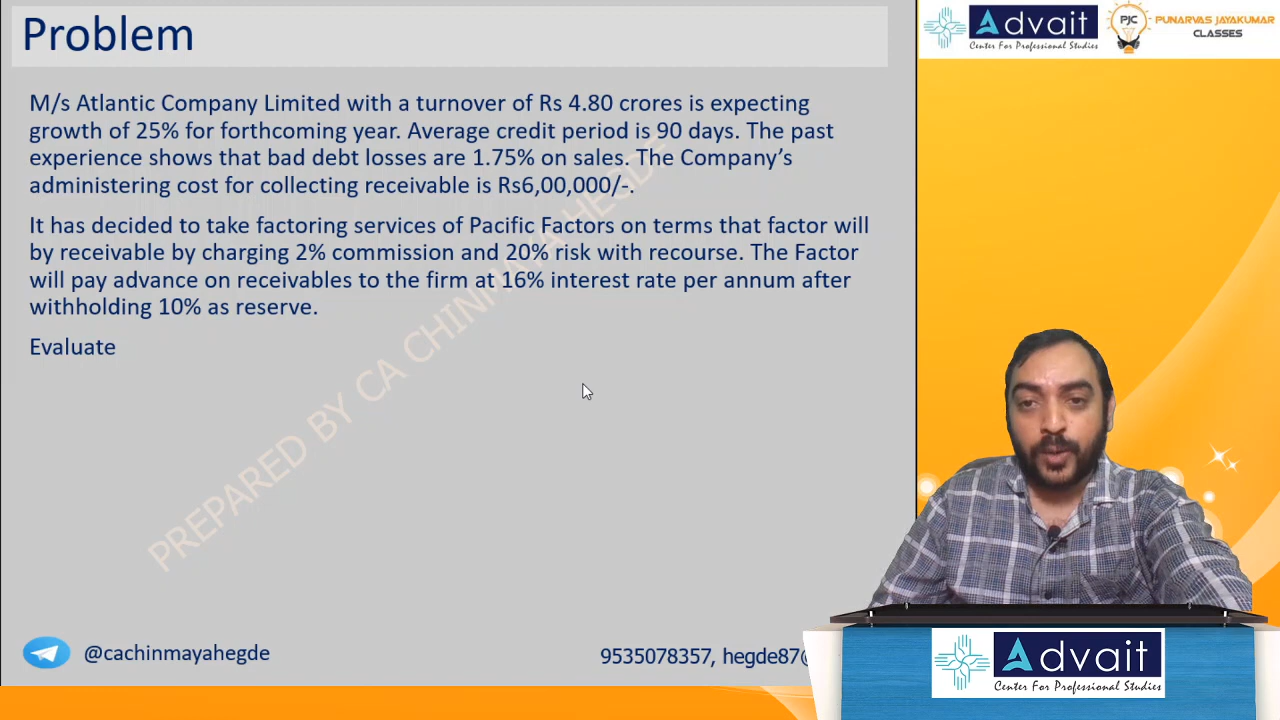 Problem
Advait
Center For Professional Studies
PJC
PUNARVAS JAYAKUMAR
CLASSES
M/s Atlantic Company Limited with a turnover of Rs 4.80 crores is expecting
growth of 25% for forthcoming year. Average credit period is 90 days. The past
experience shows that bad debt losses are 1.75% on sales. The Company’s
administering cost for collecting receivable is Rs6,00,000/-.
It has decided to take factoring services of Pacific Factors on terms that factor will
by receivable by charging 2% commission and 20% risk with recourse. The Factor
will pay advance on receivables to the firm at 16% interest rate per annum after
withholding 10% as reserve.
Evaluate
PREPARED BY CA CHINMAYA HEGDE
@cachinmayahegde
9535078357, hegde87@
Advait
Center For Professional Studies